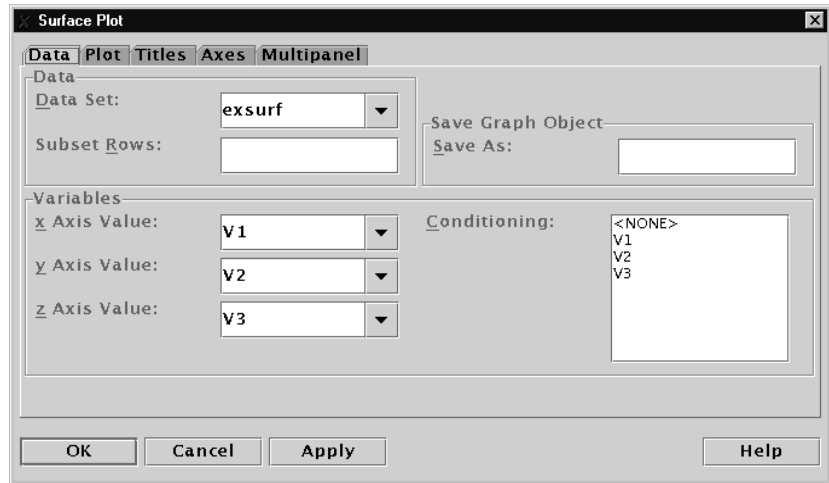 Surface Plot
Data Plot Titles Axes Multipanel
Data
Data Set:
exsurf
Subset Rows:
Save Graph Object
Save As:
Variables
x Axis Value:
V1
y Axis Value:
V2
z Axis Value:
V3
Conditioning:
<NONE>
V1
V2
V3
OK Cancel Apply Help